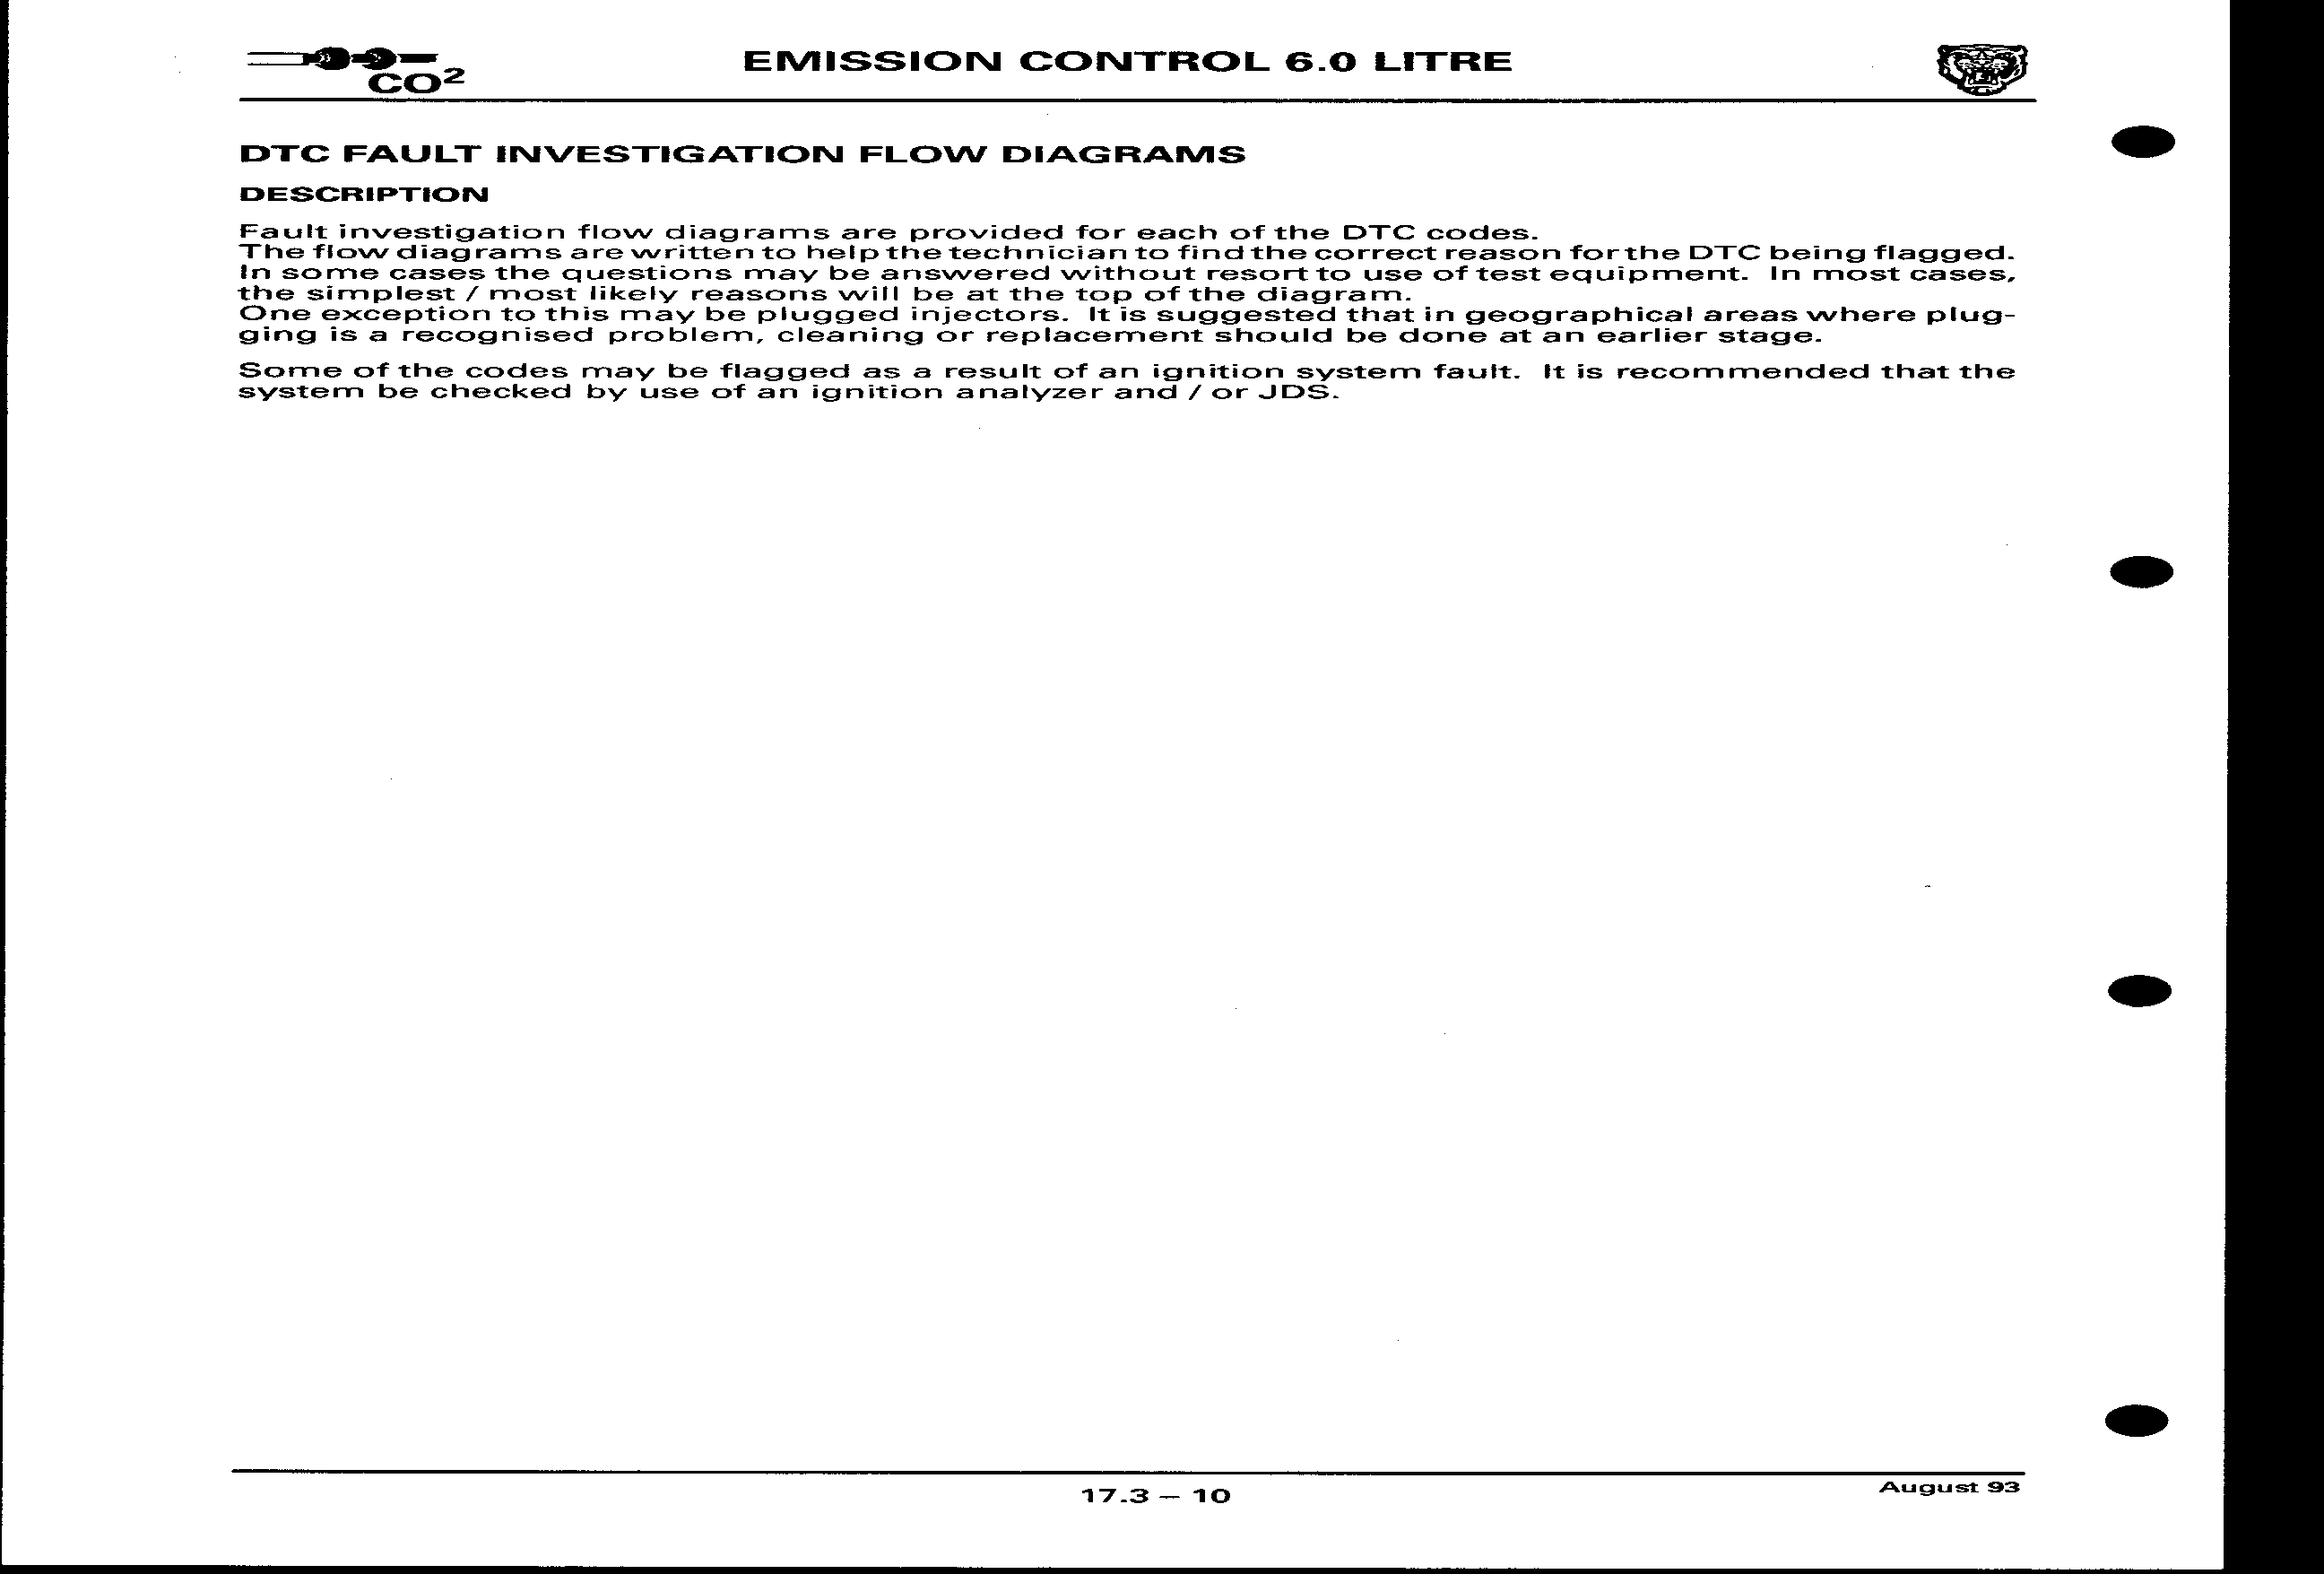 EMISSION CONTROL 6.0 LITRE
CO2
DTC FAULT INVESTIGATION FLOW DIAGRAMS
DESCRIPTION
Fault investigation flow diagrams are provided for each of the DTC codes.
The flow diagrams are written to help the technician to find the correct reason for the DTC being flagged.
In some cases the questions may be answered without resort to use of test equipment. In most cases,
the simplest / most likely reasons will be at the top of the diagram.
One exception to this may be plugged injectors. It is suggested that in geographical areas where plug-
ging is a recognised problem, cleaning or replacement should be done at an earlier stage.
Some of the codes may be flagged as a result of an ignition system fault. It is recommended that the
system be checked by use of an ignition analyzer and / or JDS.
17.3 – 10
August 93